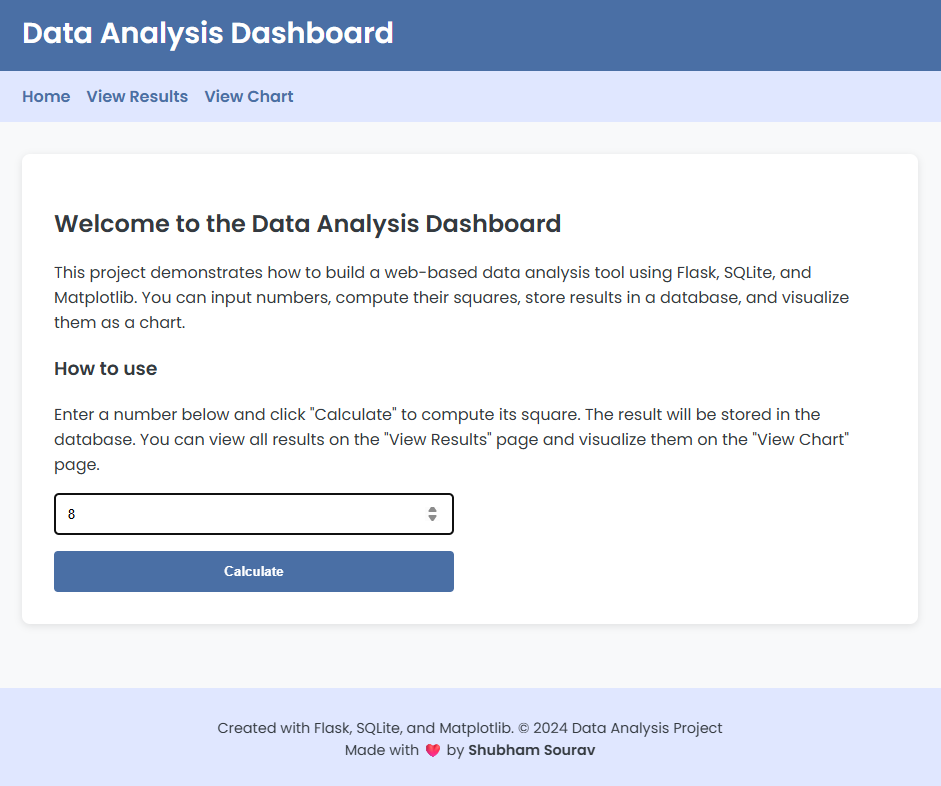 Data Analysis Dashboard
Home View Results View Chart
Welcome to the Data Analysis Dashboard
This project demonstrates how to build a web-based data analysis tool using Flask, SQLite, and
Matplotlib. You can input numbers, compute their squares, store results in a database, and visualize
them as a chart.
How to use
Enter a number below and click "Calculate" to compute its square. The result will be stored in the
database. You can view all results on the "View Results" page and visualize them on the "View Chart"
page.
8
Calculate
Created with Flask, SQLite, and Matplotlib. © 2024 Data Analysis Project
Made with ❤️ by Shubham Sourav